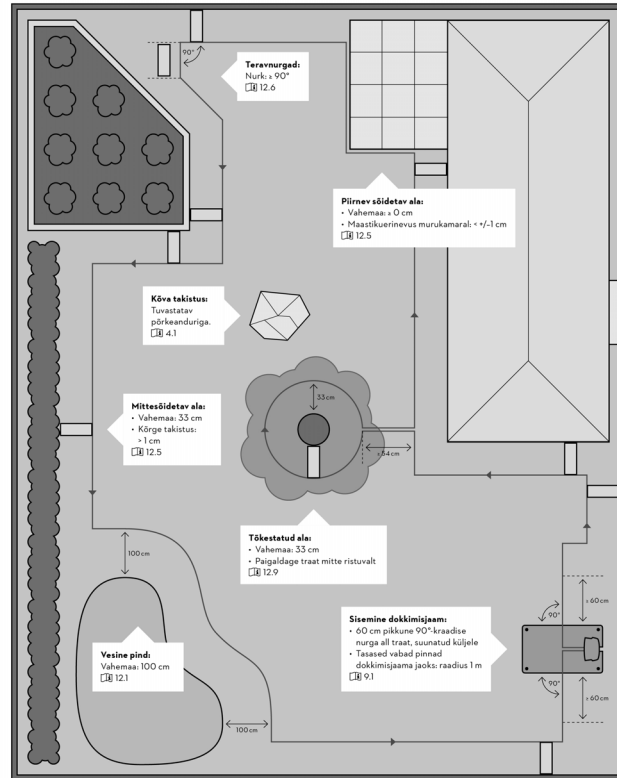 90°
Teravnurgad:
Nurk: ≥ 90°
12.6
Piirnev sõidetav ala:
• Vahemaa: ≥ 0 cm
• Maastikuerinevus murukamaral: < +/-1 cm
12.5
Kõva takistus:
Tuvastatav
põrkeanduriga.
4.1
33 cm
Mittesõidetav ala:
• Vahemaa: 33 cm
• Kõrge takistus:
> 1 cm
12.5
≥ 54 cm
Tõkestatud ala:
• Vahemaa: 33 cm
• Paigaldage traat mitte ristuvalt
12.9
100 cm
≥ 60 cm
90°
Sisemine dokkimisjaam:
• 60 cm pikkune 90°-kraadise
nurga all traat, suunatud küljele
• Tasased vabad pinnad
dokkimisjaama jaoks: raadius 1 m
9.1
Vesine pind:
Vahemaa: 100 cm
12.1
90°
≥ 60 cm
100 cm